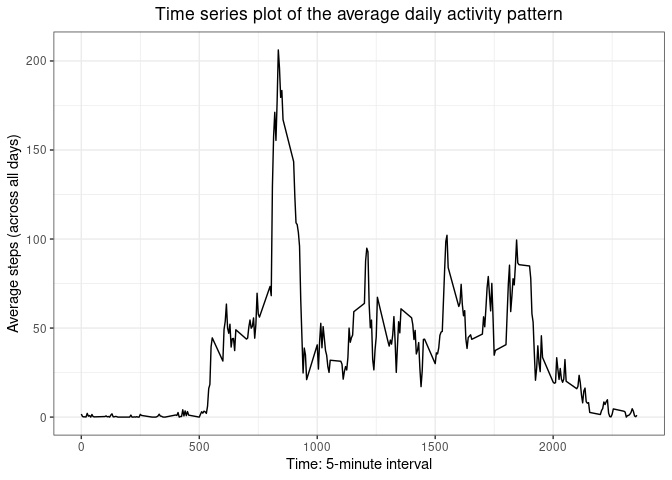 Time series plot of the average daily activity pattern
Average steps (across all days)
200
150
100
50
0
0 500 1000 1500 2000
Time: 5-minute interval